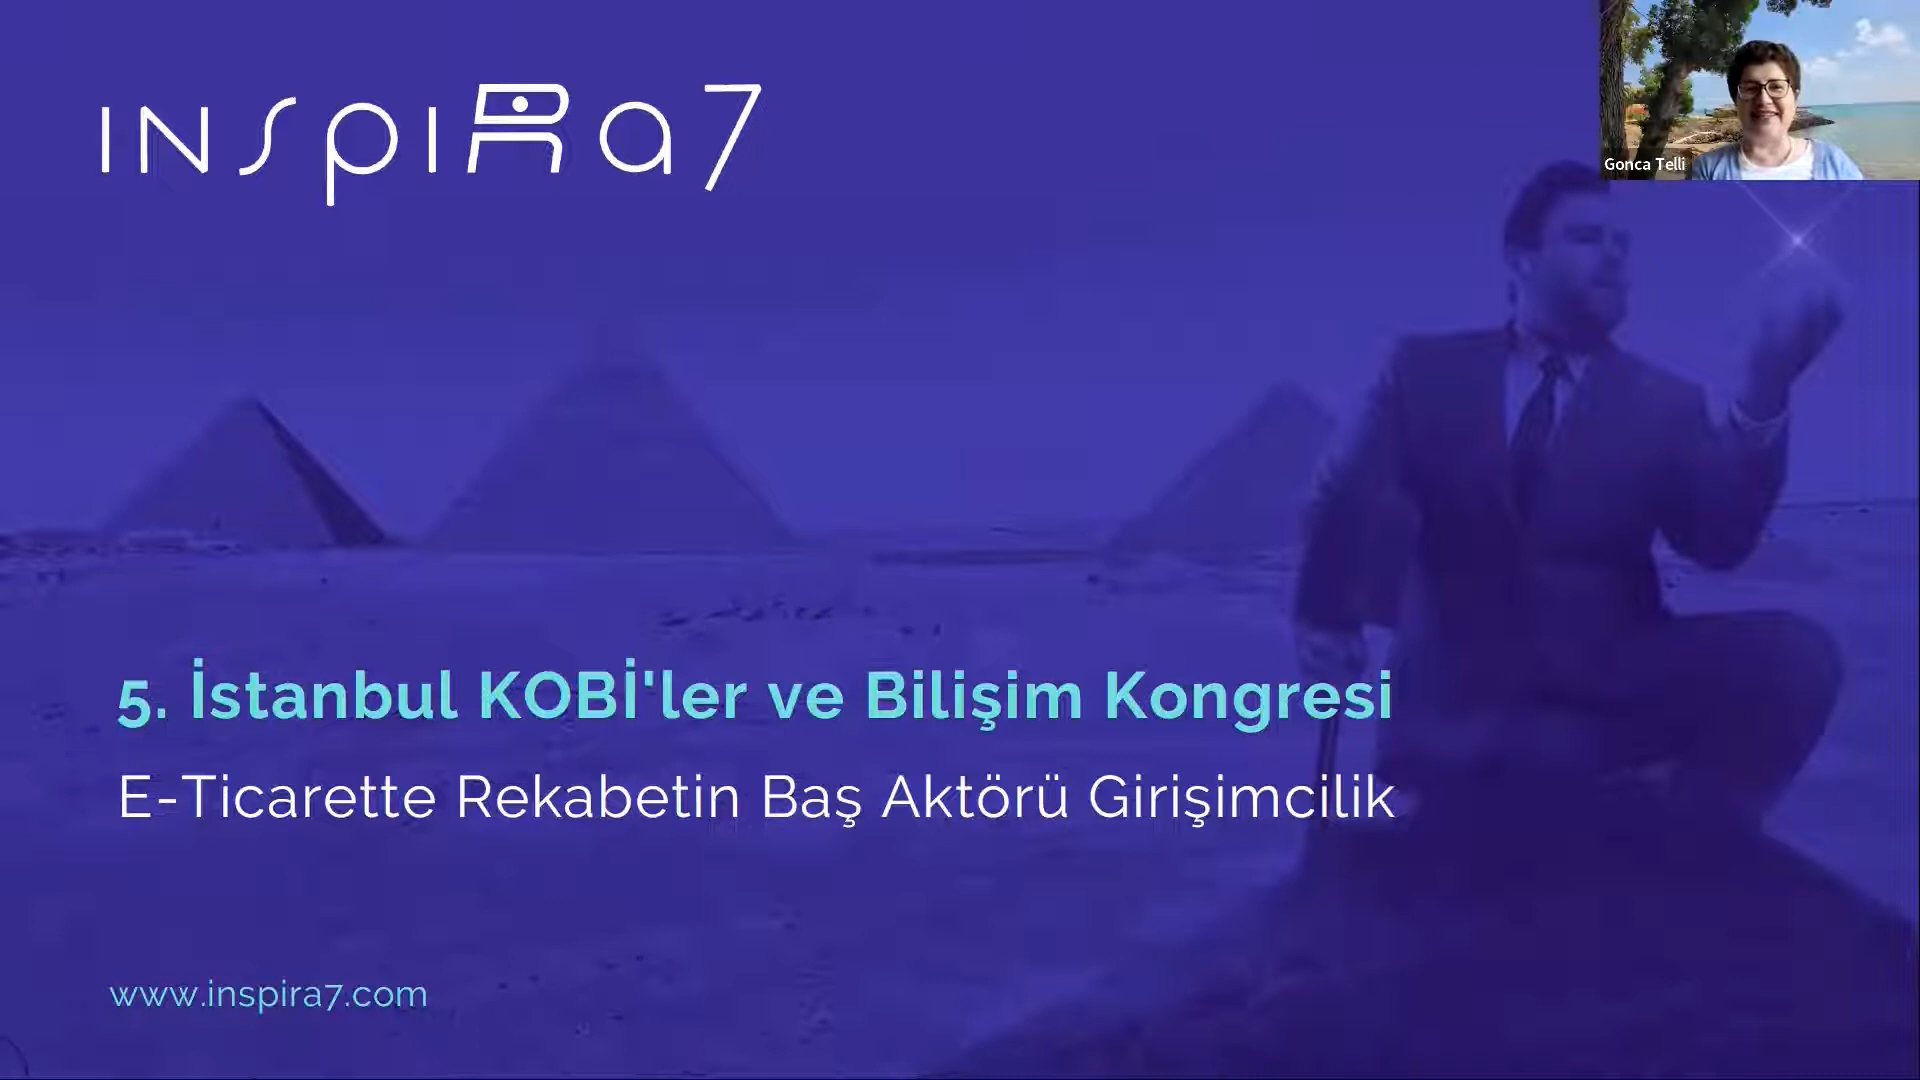 INSPIRa7
Gonca Telli
5. İstanbul KOBİ'ler ve Bilişim Kongresi
E-Ticarette Rekabetin Baş Aktörü Girişimcilik
www.inspira7.com